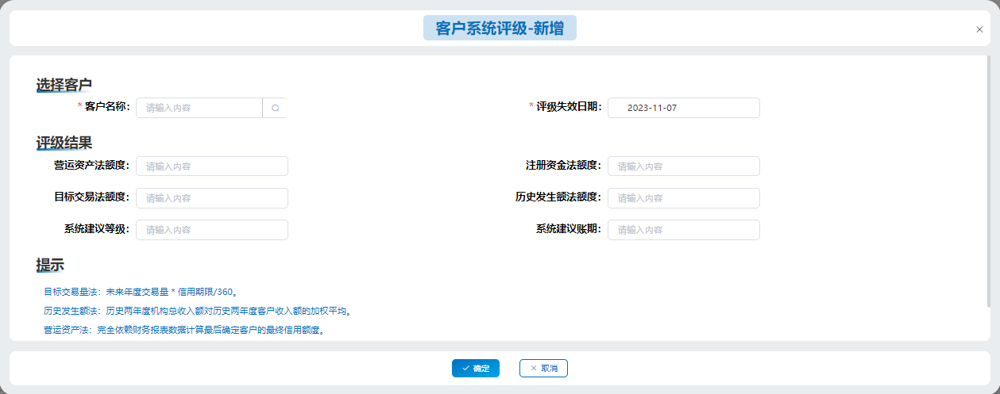 客户系统评级-新增
选择客户
* 客户名称： 请输入内容 * 评级失效日期： 2023-11-07
评级结果
营运资产法额度： 请输入内容 注册资金法额度： 请输入内容
目标交易法额度： 请输入内容 历史发生额法额度： 请输入内容
系统建议等级： 请输入内容 系统建议账期： 请输入内容
提示
目标交易量法：未来年度交易量 * 信用期限/360。
历史发生额法：历史两年度机构总收入额对历史两年度客户收入额的加权平均。
营运资产法：完全依赖财务报表数据计算最后确定客户的最终信用额度。
确定 取消